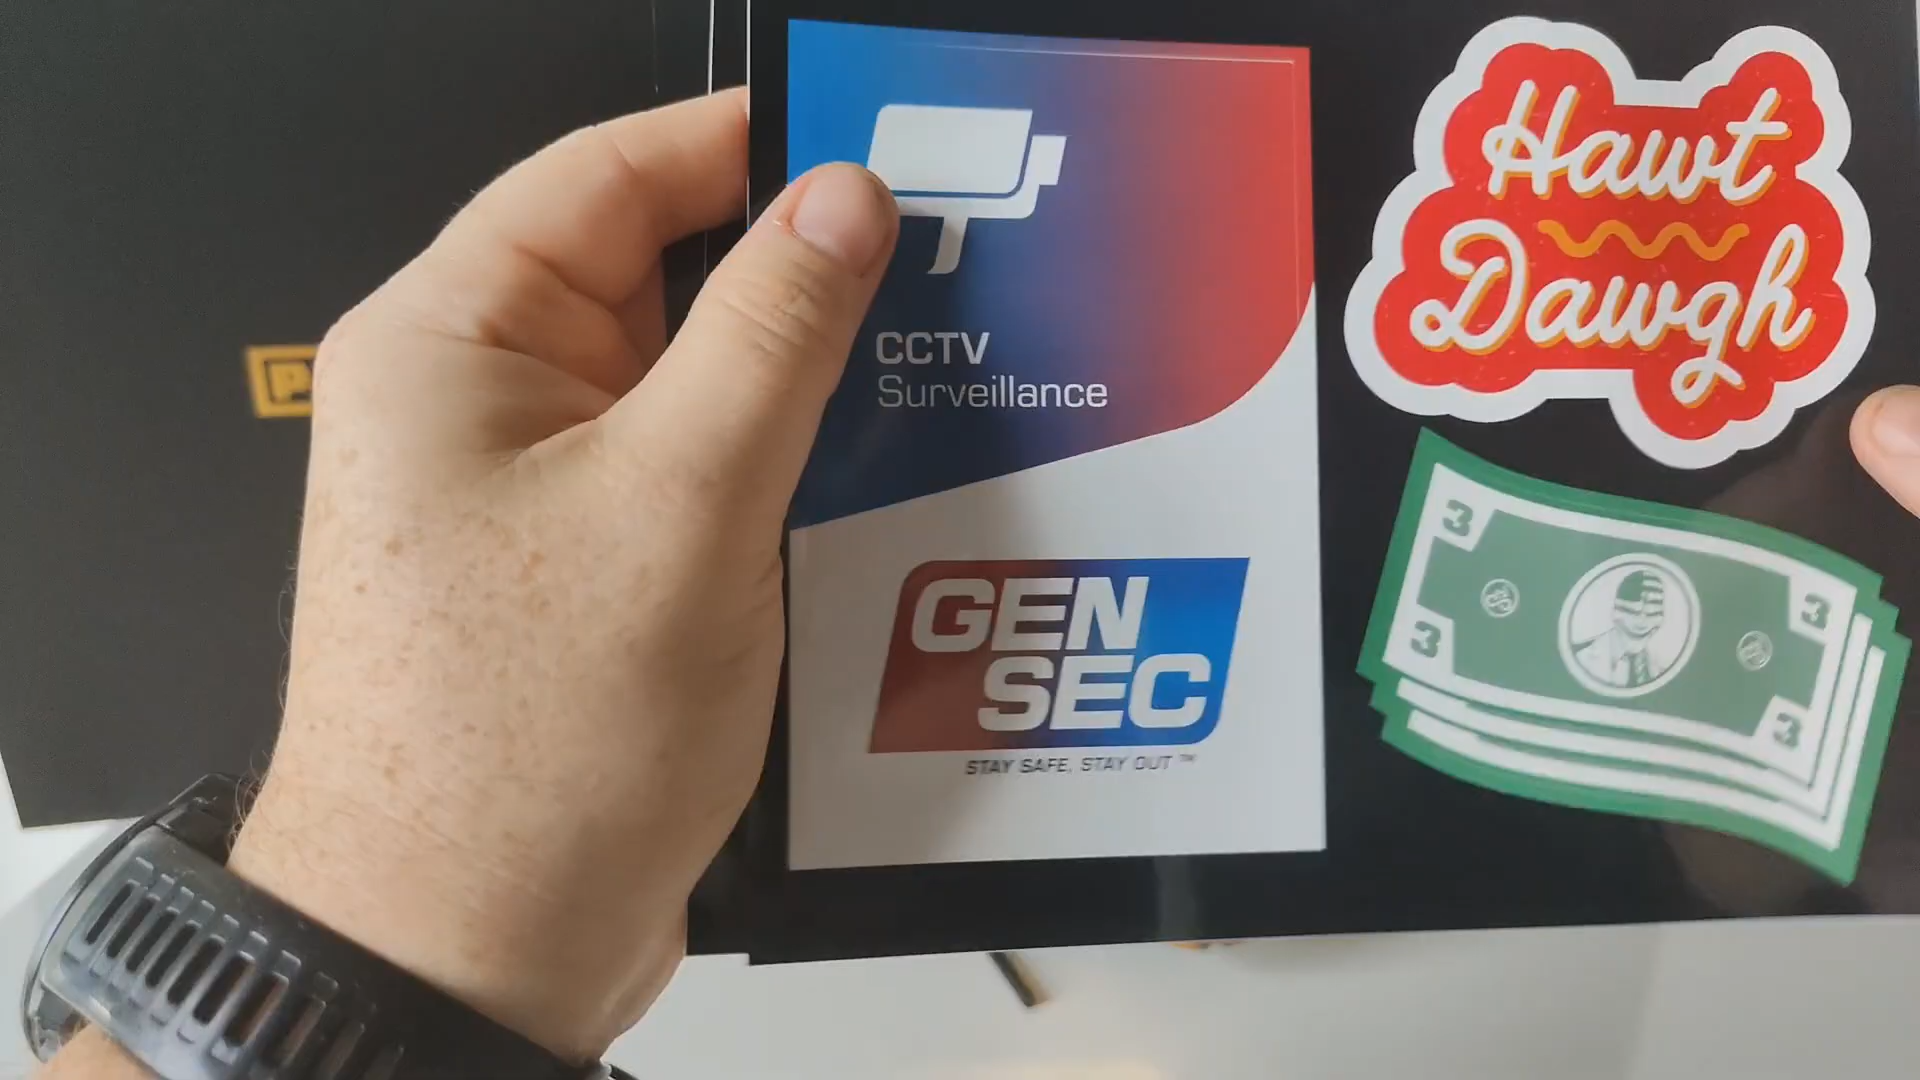 CCTV
Surveillance
GEN
SEC
STAY SAFE, STAY OUT ™
Hawt
Dawgh
3
3
3
3